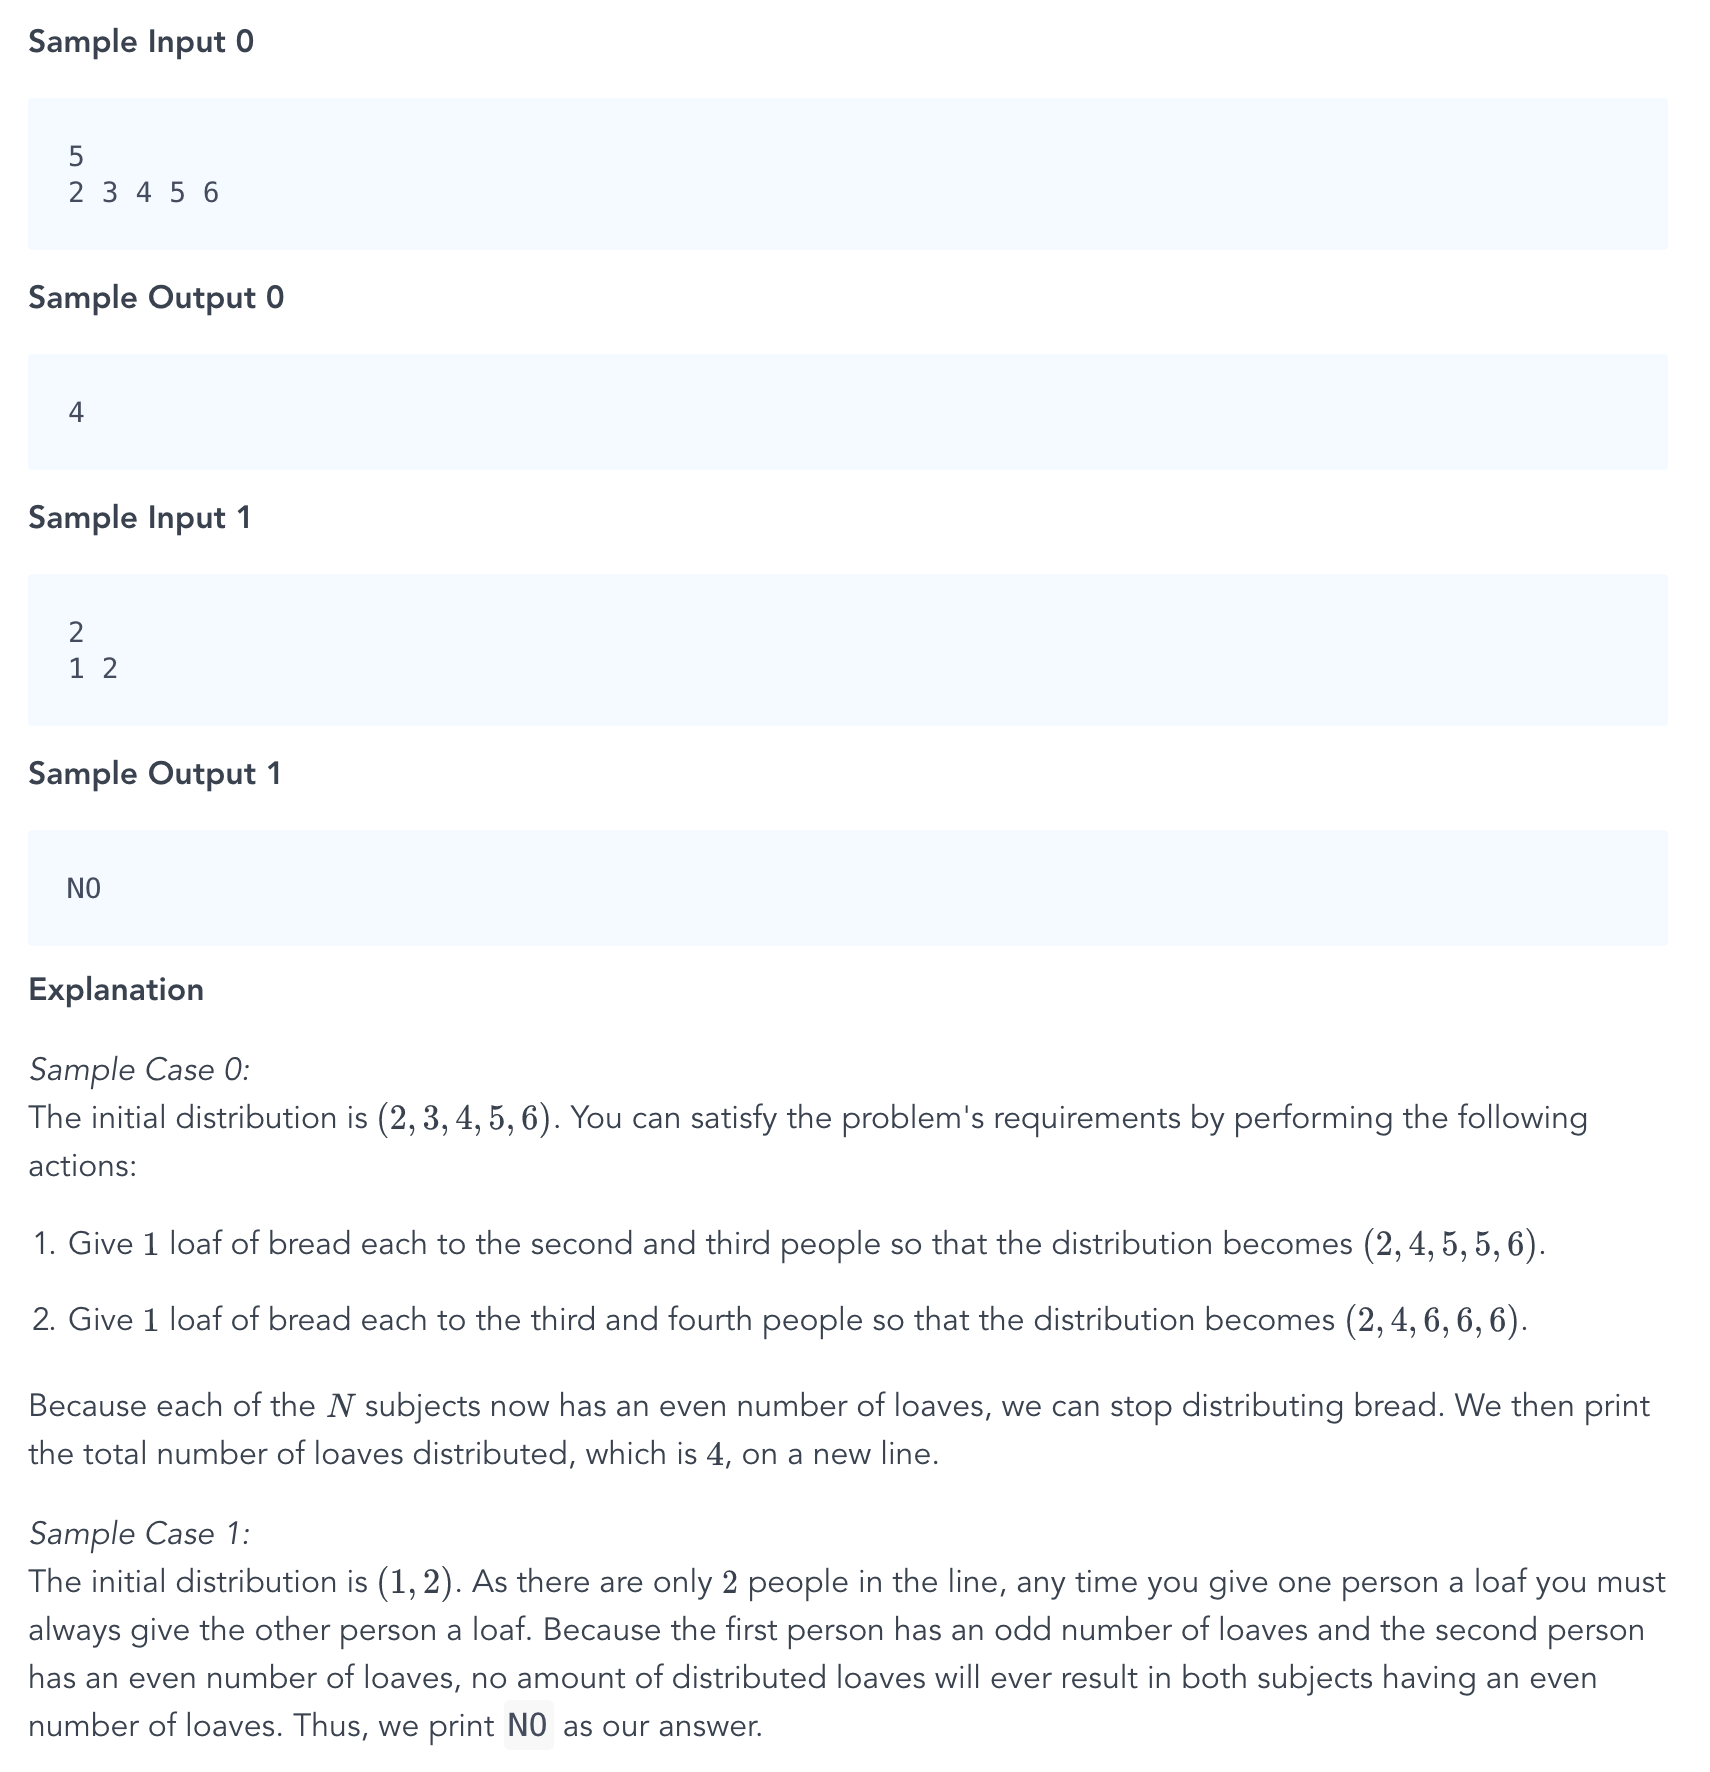 Sample Input 0
5
2 3 4 5 6
Sample Output 0
4
Sample Input 1
2
1 2
Sample Output 1
NO
Explanation
Sample Case 0:
The initial distribution is (2, 3, 4, 5, 6). You can satisfy the problem's requirements by performing the following
actions:
1. Give 1 loaf of bread each to the second and third people so that the distribution becomes (2, 4, 5, 5, 6).
2. Give 1 loaf of bread each to the third and fourth people so that the distribution becomes (2, 4, 6, 6, 6).
Because each of the N subjects now has an even number of loaves, we can stop distributing bread. We then print
the total number of loaves distributed, which is 4, on a new line.
Sample Case 1:
The initial distribution is (1, 2). As there are only 2 people in the line, any time you give one person a loaf you must
always give the other person a loaf. Because the first person has an odd number of loaves and the second person
has an even number of loaves, no amount of distributed loaves will ever result in both subjects having an even
number of loaves. Thus, we print NO as our answer.